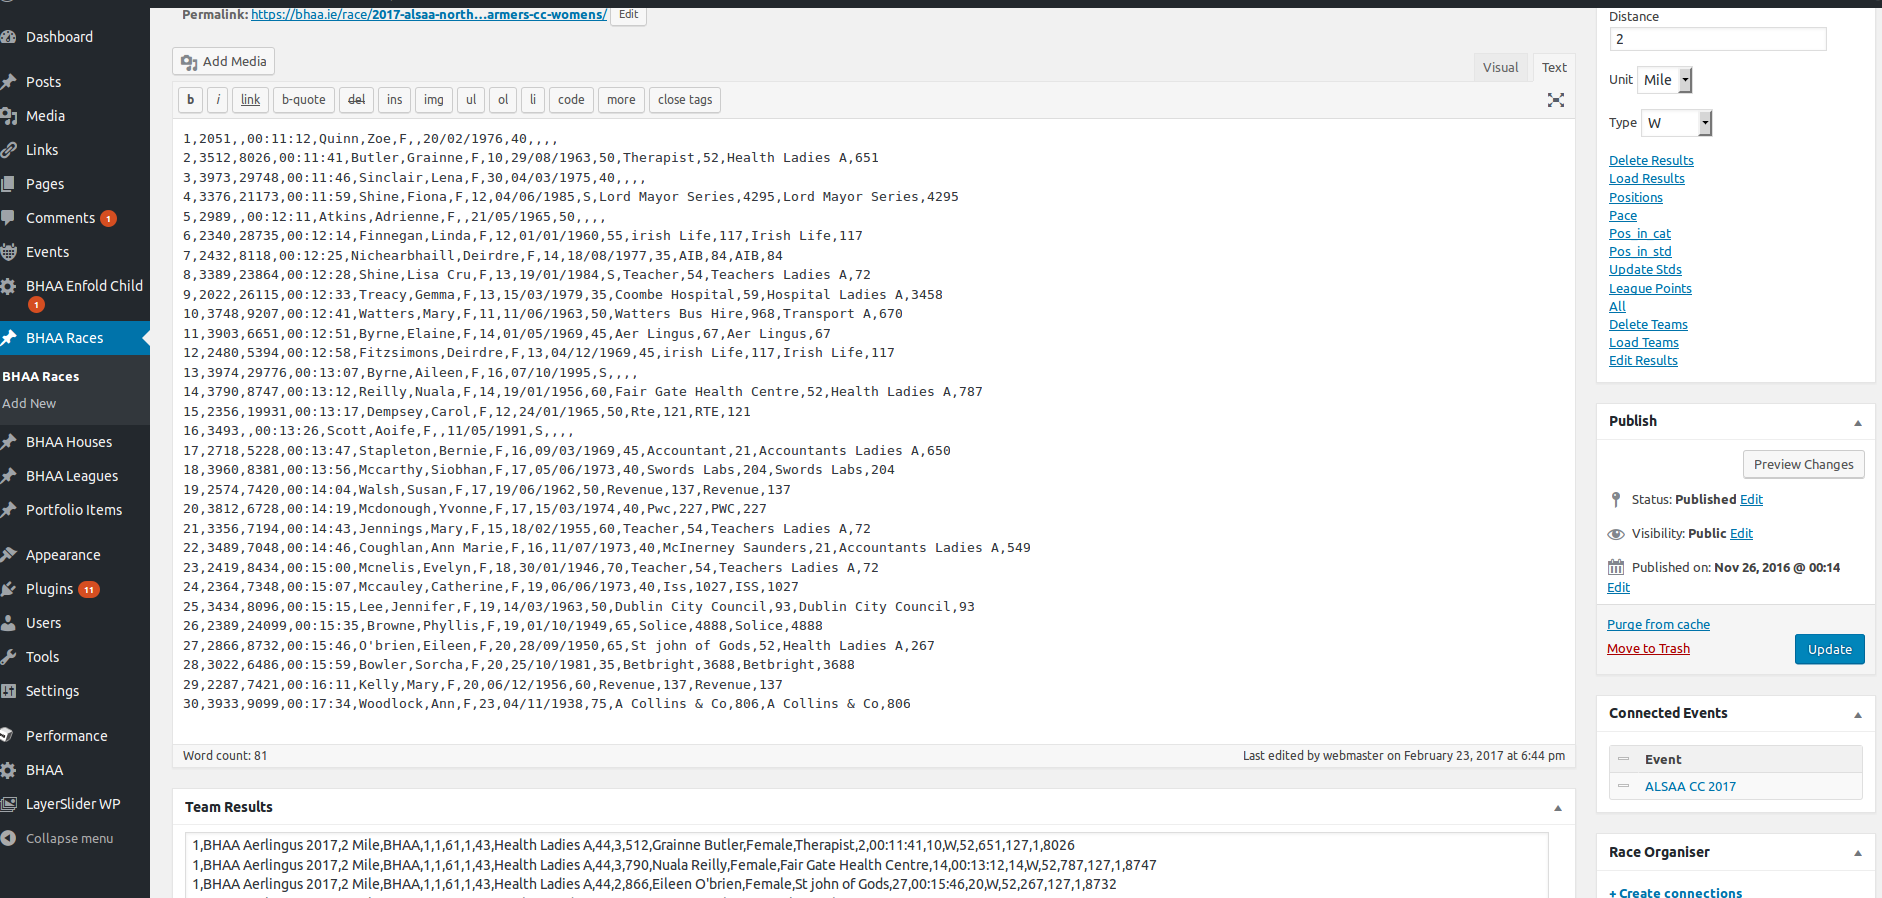 Permalink: https://bhaa.ie/race/2017-alsaa-north...armers-cc-womens/ Edit
Dashboard
Posts
Media
Links
Pages
Comments 1
Events
BHAA Enfold Child
1
BHAA Races
BHAA Races
Add New
BHAA Houses
BHAA Leagues
Portfolio Items
Appearance
Plugins 11
Users
Tools
Settings
Performance
BHAA
LayerSlider WP
Collapse menu
Add Media
Visual Text
b i link b-quote del ins img ul ol li code more close tags
1,2051,,00:11:12,Quinn,Zoe,F,,20/02/1976,40,,,,
2,3512,8026,00:11:41,Butler,Grainne,F,10,29/08/1963,50,Therapist,52,Health Ladies A,651
3,3973,29748,00:11:46,Sinclair,Lena,F,30,04/03/1975,40,,,,
4,3376,21173,00:11:59,Shine,Fiona,F,12,04/06/1985,S,Lord Mayor Series,4295,Lord Mayor Series,4295
5,2989,,00:12:11,Atkins,Adrienne,F,,21/05/1965,50,,,,
6,2340,28735,00:12:14,Finnegan,Linda,F,12,01/01/1960,55,irish Life,117,Irish Life,117
7,2432,8118,00:12:25,Nichearbhaill,Deirdre,F,14,18/08/1977,35,AIB,84,AIB,84
8,3389,23864,00:12:28,Shine,Lisa Cru,F,13,19/01/1984,S,Teacher,54,Teachers Ladies A,72
9,2022,26115,00:12:33,Treacy,Gemma,F,13,15/03/1979,35,Coombe Hospital,59,Hospital Ladies A,3458
10,3748,9207,00:12:41,Watters,Mary,F,11,11/06/1963,50,Watters Bus Hire,968,Transport A,670
11,3903,6651,00:12:51,Byrne,Elaine,F,14,01/05/1969,45,Aer Lingus,67,Aer Lingus,67
12,2480,5394,00:12:58,Fitzsimons,Deirdre,F,13,04/12/1969,45,irish Life,117,Irish Life,117
13,3974,29776,00:13:07,Byrne,Aileen,F,16,07/10/1995,S,,,,
14,3790,8747,00:13:12,Reilly,Nuala,F,14,19/01/1956,60,Fair Gate Health Centre,52,Health Ladies A,787
15,2356,19931,00:13:17,Dempsey,Carol,F,12,24/01/1965,50,Rte,121,RTE,121
16,3493,,00:13:26,Scott,Aoife,F,,11/05/1991,S,,,,
17,2718,5228,00:13:47,Stapleton,Bernie,F,16,09/03/1969,45,Accountant,21,Accountants Ladies A,650
18,3960,8381,00:13:56,Mccarthy,Siobhan,F,17,05/06/1973,40,Swords Labs,204,Swords Labs,204
19,2574,7420,00:14:04,Walsh,Susan,F,17,19/06/1962,50,Revenue,137,Revenue,137
20,3812,6728,00:14:19,Mcdonough,Yvonne,F,17,15/03/1974,40,Pwc,227,PWC,227
21,3356,7194,00:14:43,Jennings,Mary,F,15,18/02/1955,60,Teacher,54,Teachers Ladies A,72
22,3489,7048,00:14:46,Coughlan,Ann Marie,F,16,11/07/1973,40,McInerney Saunders,21,Accountants Ladies A,549
23,2419,8434,00:15:00,Mcnelis,Evelyn,F,18,30/01/1946,70,Teacher,54,Teachers Ladies A,72
24,2364,7348,00:15:07,Mccauley,Catherine,F,19,06/06/1973,40,Iss,1027,ISS,1027
25,3434,8096,00:15:15,Lee,Jennifer,F,19,14/03/1963,50,Dublin City Council,93,Dublin City Council,93
26,2389,24099,00:15:35,Browne,Phyllis,F,19,01/10/1949,65,Solice,4888,Solice,4888
27,2866,8732,00:15:46,O'brien,Eileen,F,20,28/09/1950,65,St john of Gods,52,Health Ladies A,267
28,3022,6486,00:15:59,Bowler,Sorcha,F,20,25/10/1981,35,Betbright,3688,Betbright,3688
29,2287,7421,00:16:11,Kelly,Mary,F,20,06/12/1956,60,Revenue,137,Revenue,137
30,3933,9099,00:17:34,Woodlock,Ann,F,23,04/11/1938,75,A Collins & Co,806,A Collins & Co,806
Word count: 81 Last edited by webmaster on February 23, 2017 at 6:44 pm
Team Results
1,BHAA Aerlingus 2017,2 Mile,BHAA,1,1,61,1,43,Health Ladies A,44,3,512,Grainne Butler,Female,Therapist,2,00:11:41,10,W,52,651,127,1,8026
1,BHAA Aerlingus 2017,2 Mile,BHAA,1,1,61,1,43,Health Ladies A,44,3,790,Nuala Reilly,Female,Fair Gate Health Centre,14,00:13:12,14,W,52,787,127,1,8747
1,BHAA Aerlingus 2017,2 Mile,BHAA,1,1,61,1,43,Health Ladies A,44,2,866,Eileen O'brien,Female,St john of Gods,27,00:15:46,20,W,52,267,127,1,8732
Distance
2
Unit Mile
Type W
Delete Results
Load Results
Positions
Pace
Pos_in_cat
Pos_in_std
Update Stds
League Points
All
Delete Teams
Load Teams
Edit Results
Publish
Preview Changes
Status: Published Edit
Visibility: Public Edit
Published on: Nov 26, 2016 @ 00:14
Edit
Purge from cache
Move to Trash Update
Connected Events
Event
ALSAA CC 2017
Race Organiser
+ Create connections